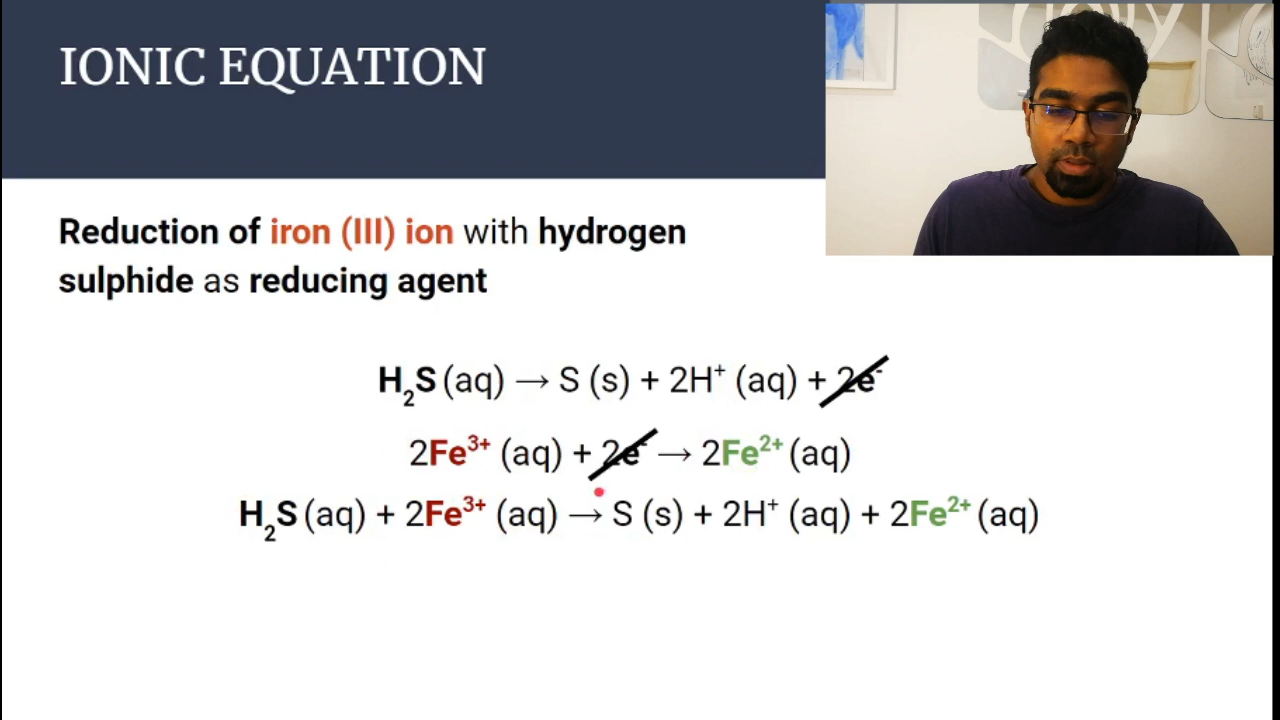 IONIC EQUATION
Reduction of iron (III) ion with hydrogen
sulphide as reducing agent
H₂S (aq) → S (s) + 2H⁺ (aq) + 2e⁻
2Fe³⁺ (aq) + 2e⁻ → 2Fe²⁺ (aq)
H₂S (aq) + 2Fe³⁺ (aq) → S (s) + 2H⁺ (aq) + 2Fe²⁺ (aq)